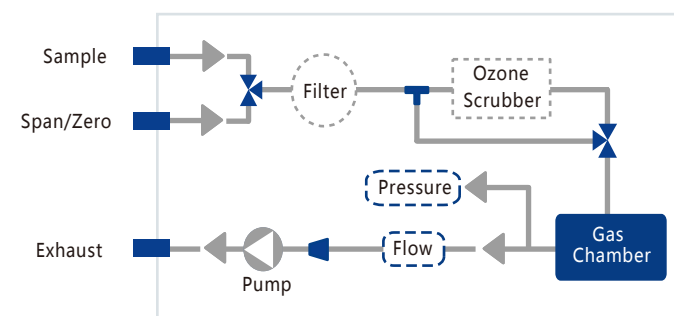 Sample
Ozone
Scrubber
Filter
Span/Zero
Pressure
Gas
Chamber
Exhaust
Flow
Pump